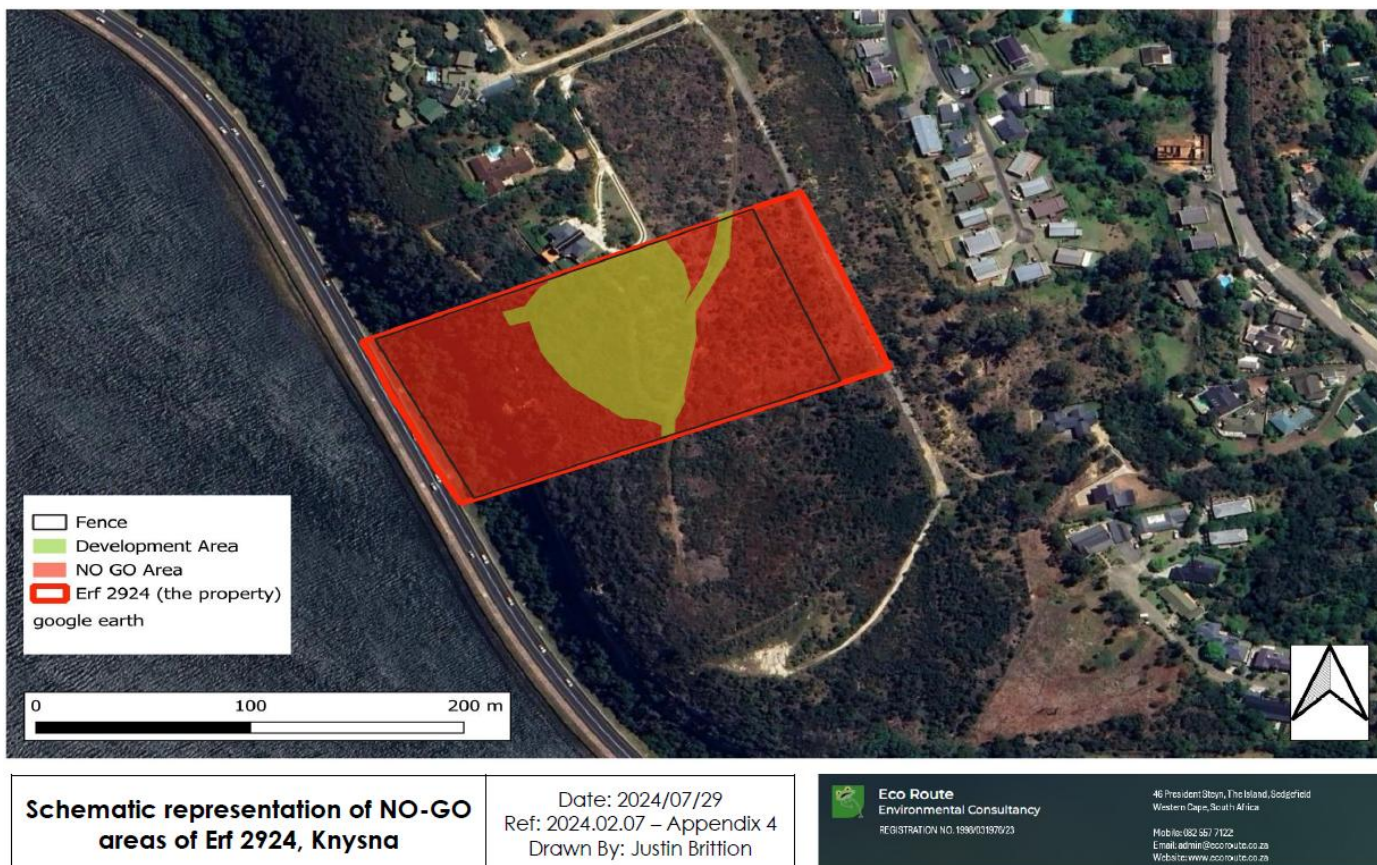 Fence
Development Area
NO GO Area
Erf 2924 (the property)
google earth
0 100 200 m
Schematic representation of NO-GO
areas of Erf 2924, Knysna
Date: 2024/07/29
Ref: 2024.02.07 – Appendix 4
Drawn By: Justin Brittion
Eco Route
Environmental Consultancy
REGISTRATION NO. 1998/031976/23
46 President Steyn, The Island, Sedgefield
Western Cape, South Africa
Mobile: 082 557 7122
Email: admin@ecoroute.co.za
Website: www.ecoroute.co.za